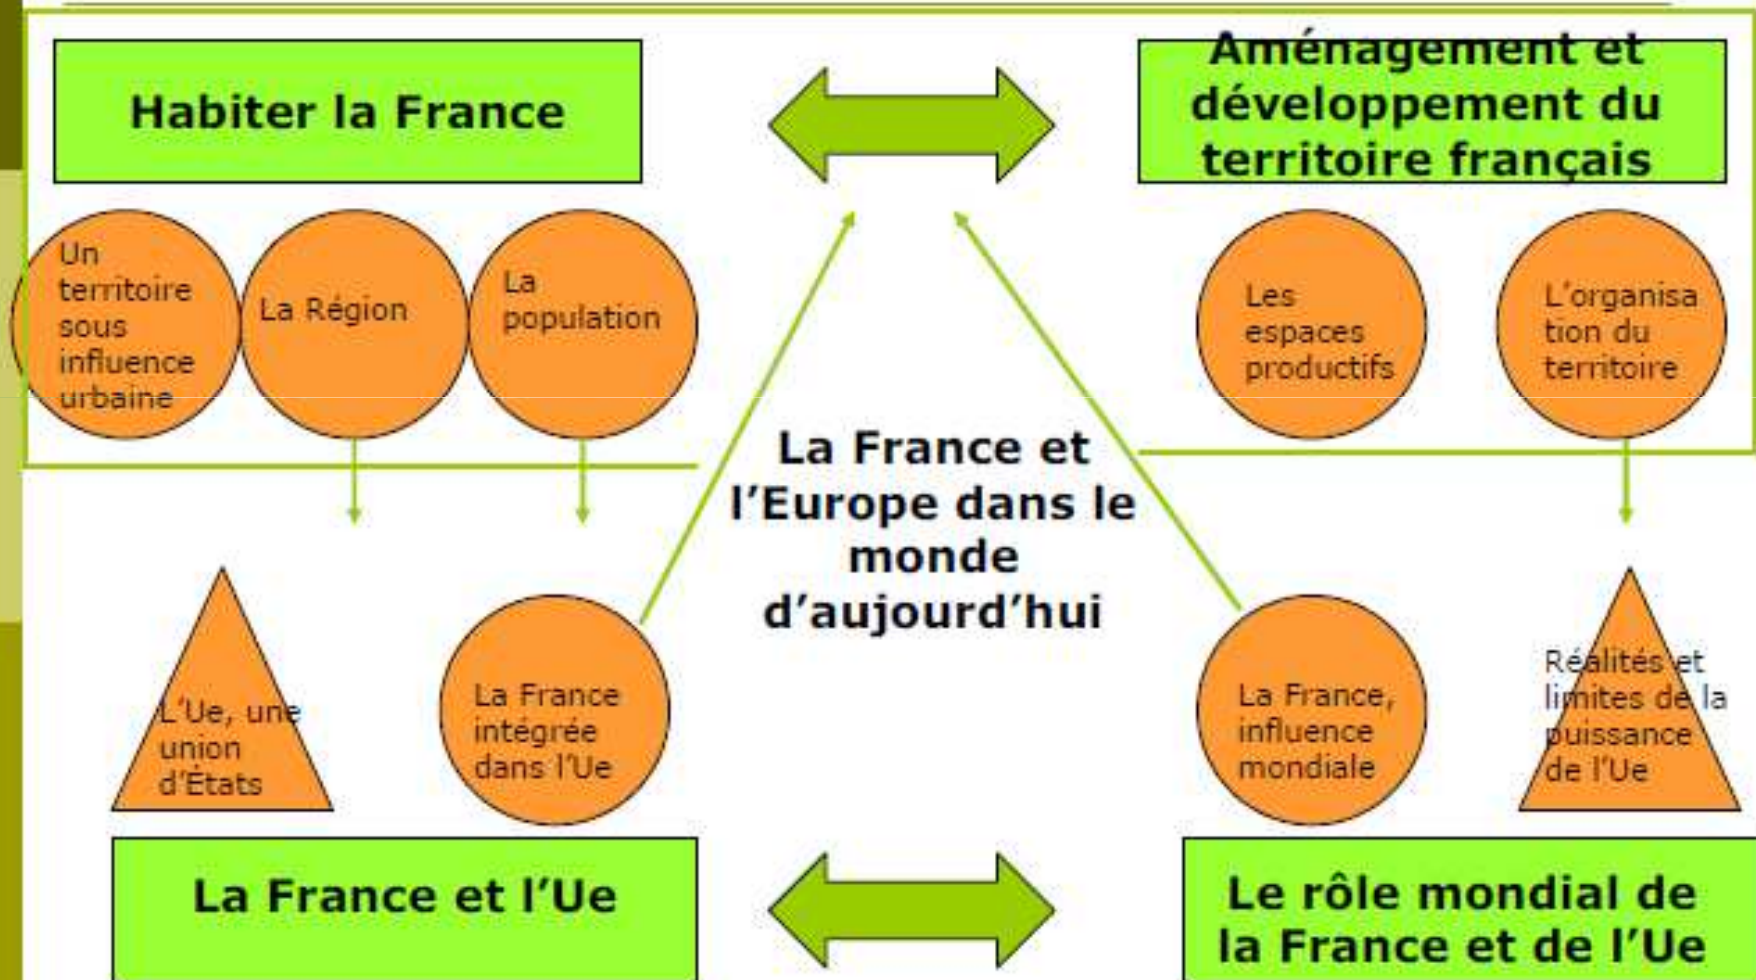 Habiter la France
Aménagement et
développement du
territoire français
Un
territoire
sous
influence
urbaine
La Région
La
population
Les
espaces
productifs
L'organisa
tion du
territoire
La France et
l'Europe dans le
monde
d'aujourd'hui
L'Ue, une
union
d'États
La France
intégrée
dans l'Ue
La France,
influence
mondiale
Réalités et
limites de la
puissance
de l'Ue
La France et l'Ue
Le rôle mondial de
la France et de l'Ue